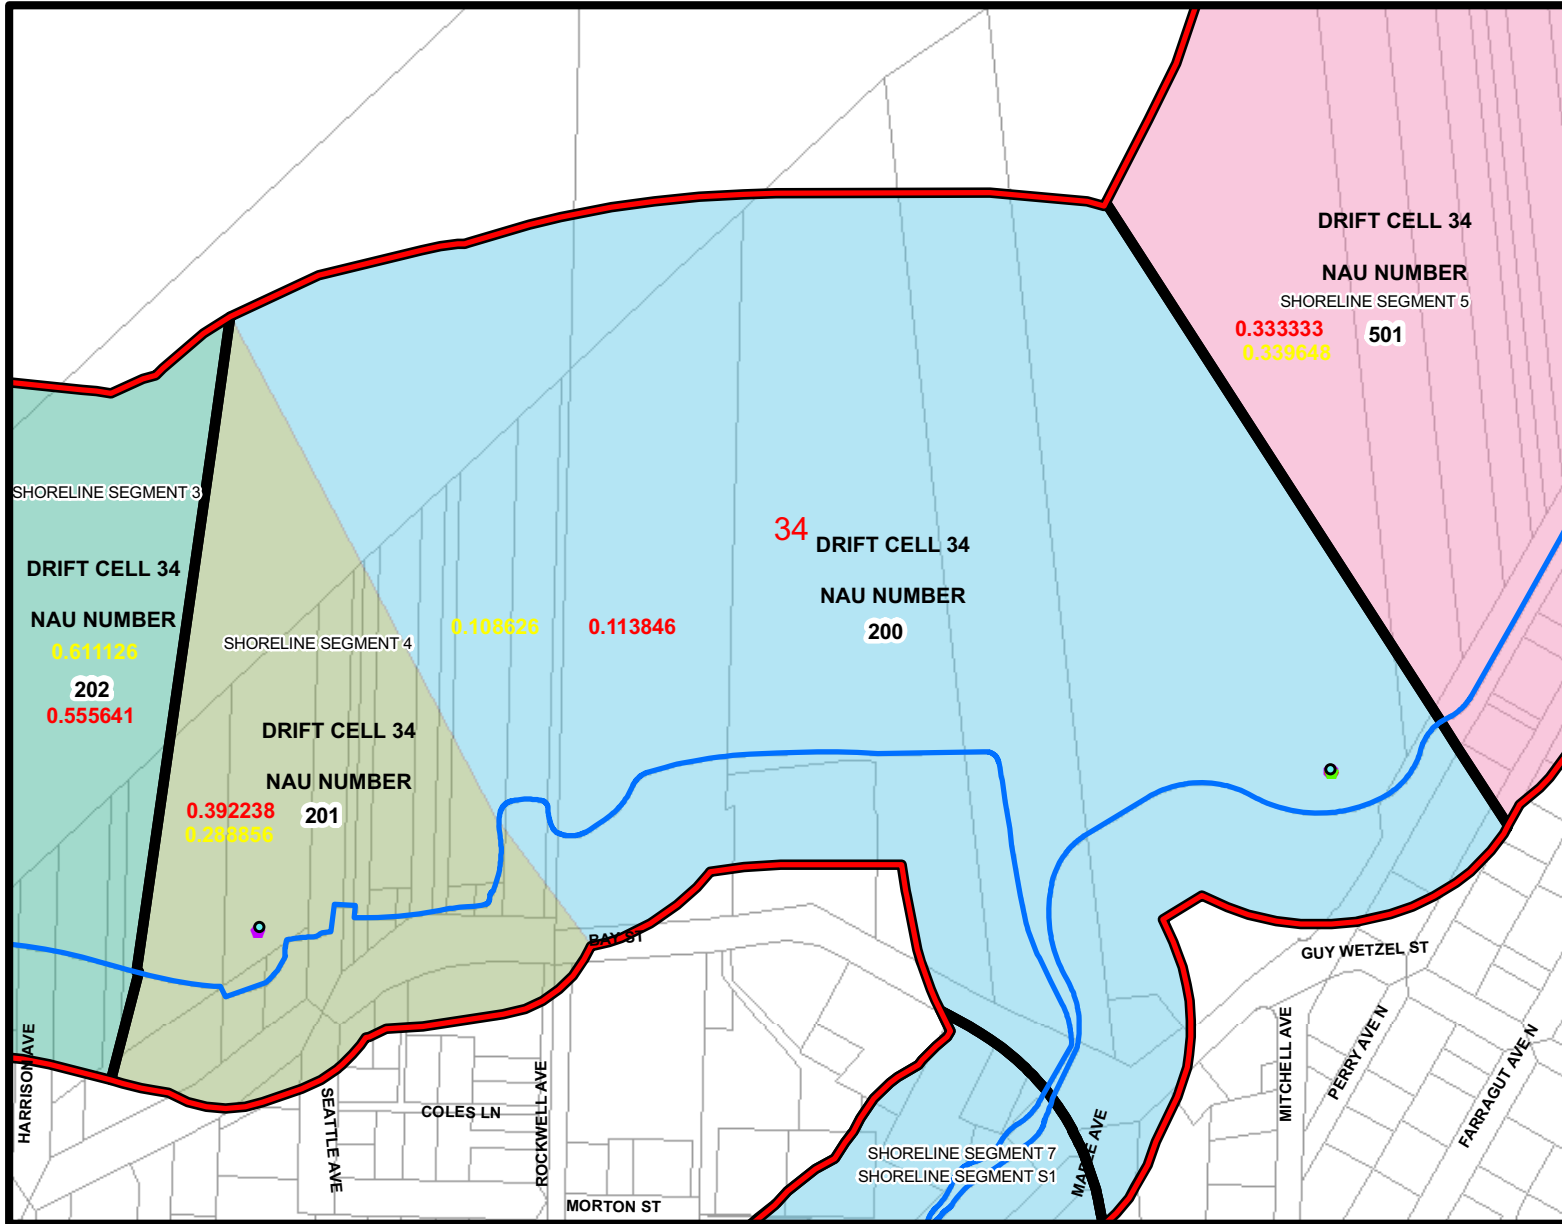 DRIFT CELL 34
NAU NUMBER
SHORELINE SEGMENT 5
0.333333
501
0.339648
SHORELINE SEGMENT 3
DRIFT CELL 34
NAU NUMBER
0.611126
202
0.555641
34
DRIFT CELL 34
NAU NUMBER
200
0.108626
0.113846
SHORELINE SEGMENT 4
DRIFT CELL 34
NAU NUMBER
0.392238
201
0.288856
BAY ST
GUY WETZEL ST
HARRISON AVE
SEATTLE AVE
COLES LN
ROCKWELL AVE
MORTON ST
SHORELINE SEGMENT 7
SHORELINE SEGMENT S1
MAPLE AVE
MITCHELL AVE
PERRY AVE N
FARRAGUT AVE N